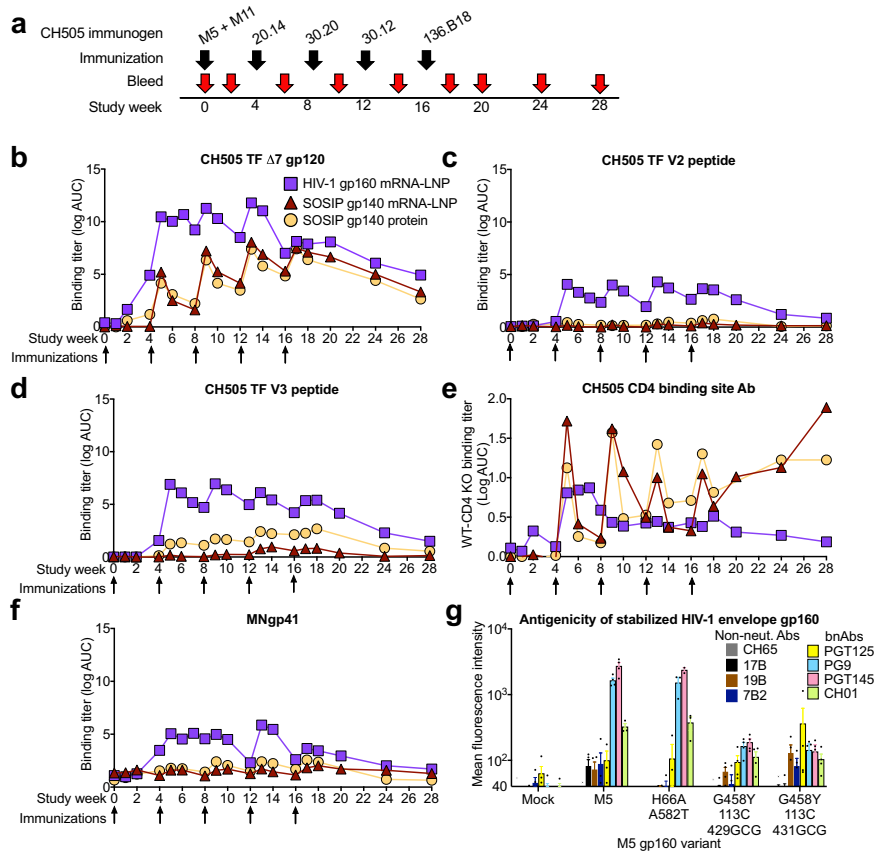 a
CH505 immunogen
M5 + M11
20.14
30.20
30.12
136.B18
Immunization
Bleed
Study week
0 4 8 12 16 20 24 28
b
CH505 TF Δ7 gp120
Binding titer (log AUC)
15
10
5
0
HIV-1 gp160 mRNA-LNP
SOSIP gp140 mRNA-LNP
SOSIP gp140 protein
Study week
0 2 4 6 8 10 12 14 16 18 20 22 24 26 28
Immunizations
c
CH505 TF V2 peptide
Binding titer (log AUC)
15
10
5
0
0 2 4 6 8 10 12 14 16 18 20 22 24 26 28
d
CH505 TF V3 peptide
Binding titer (log AUC)
15
10
5
0
Study week
0 2 4 6 8 10 12 14 16 18 20 22 24 26 28
Immunizations
e
CH505 CD4 binding site Ab
WT-CD4 KO binding titer
(Log AUC)
2.0
1.5
1.0
0.5
0.0
0 2 4 6 8 10 12 14 16 18 20 22 24 26 28
f
MNgp41
Binding titer (log AUC)
15
10
5
0
Study week
0 2 4 6 8 10 12 14 16 18 20 22 24 26 28
Immunizations
g
Antigenicity of stabilized HIV-1 envelope gp160
Mean fluorescence intensity
10⁴
10³
10²
40
Non-neut. Abs
CH65
17B
19B
7B2
bnAbs
PGT125
PG9
PGT145
CH01
Mock
M5
H66A
A582T
G458Y
113C
429GCG
G458Y
113C
431GCG
M5 gp160 variant